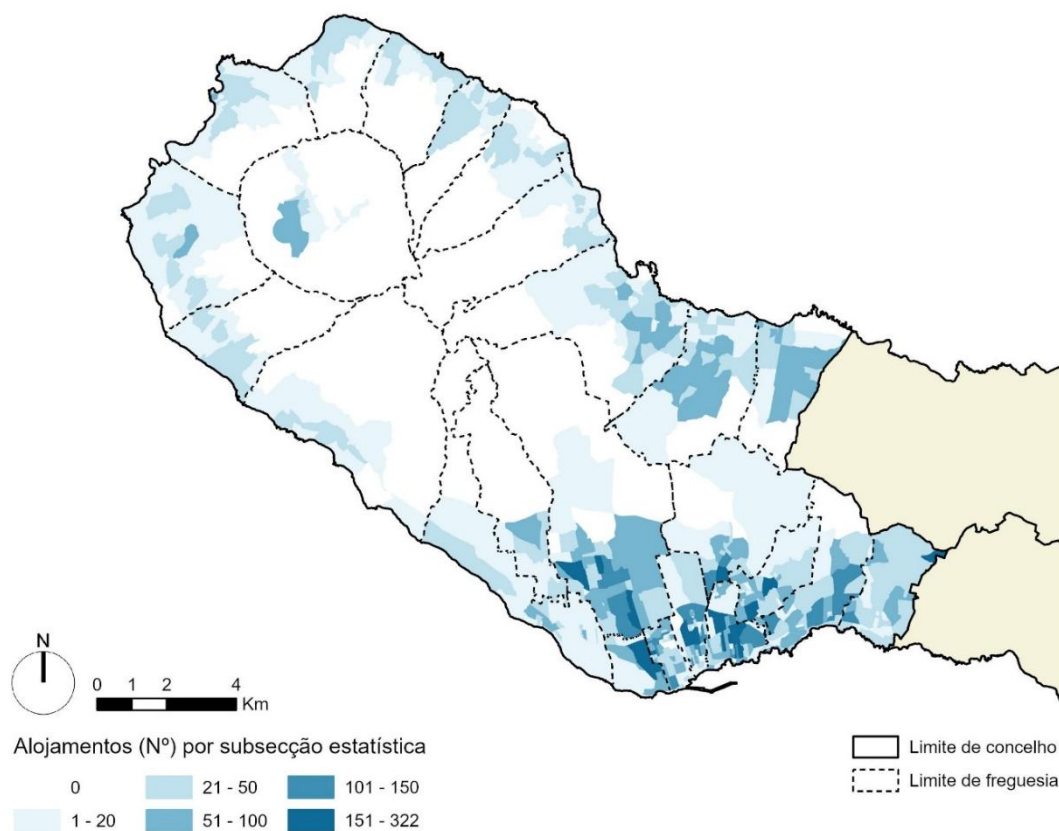 N
0 1 2 4
Km
Alojamentos (Nº) por subsecção estatística
0 21 - 50 101 - 150
1 - 20 51 - 100 151 - 322
Limite de concelho
Limite de freguesia